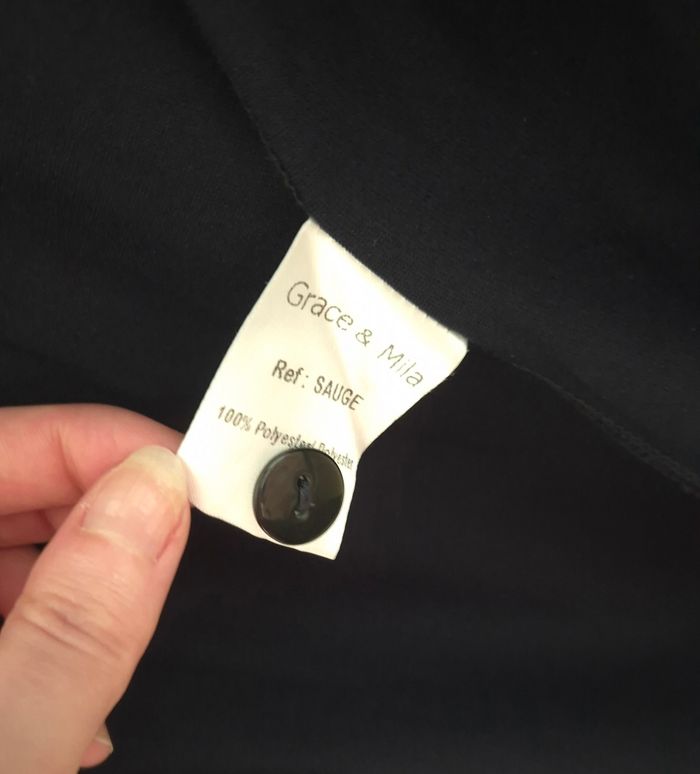 Grace & Mila
Ref: SAUGE
100% Polyester/ Polyester